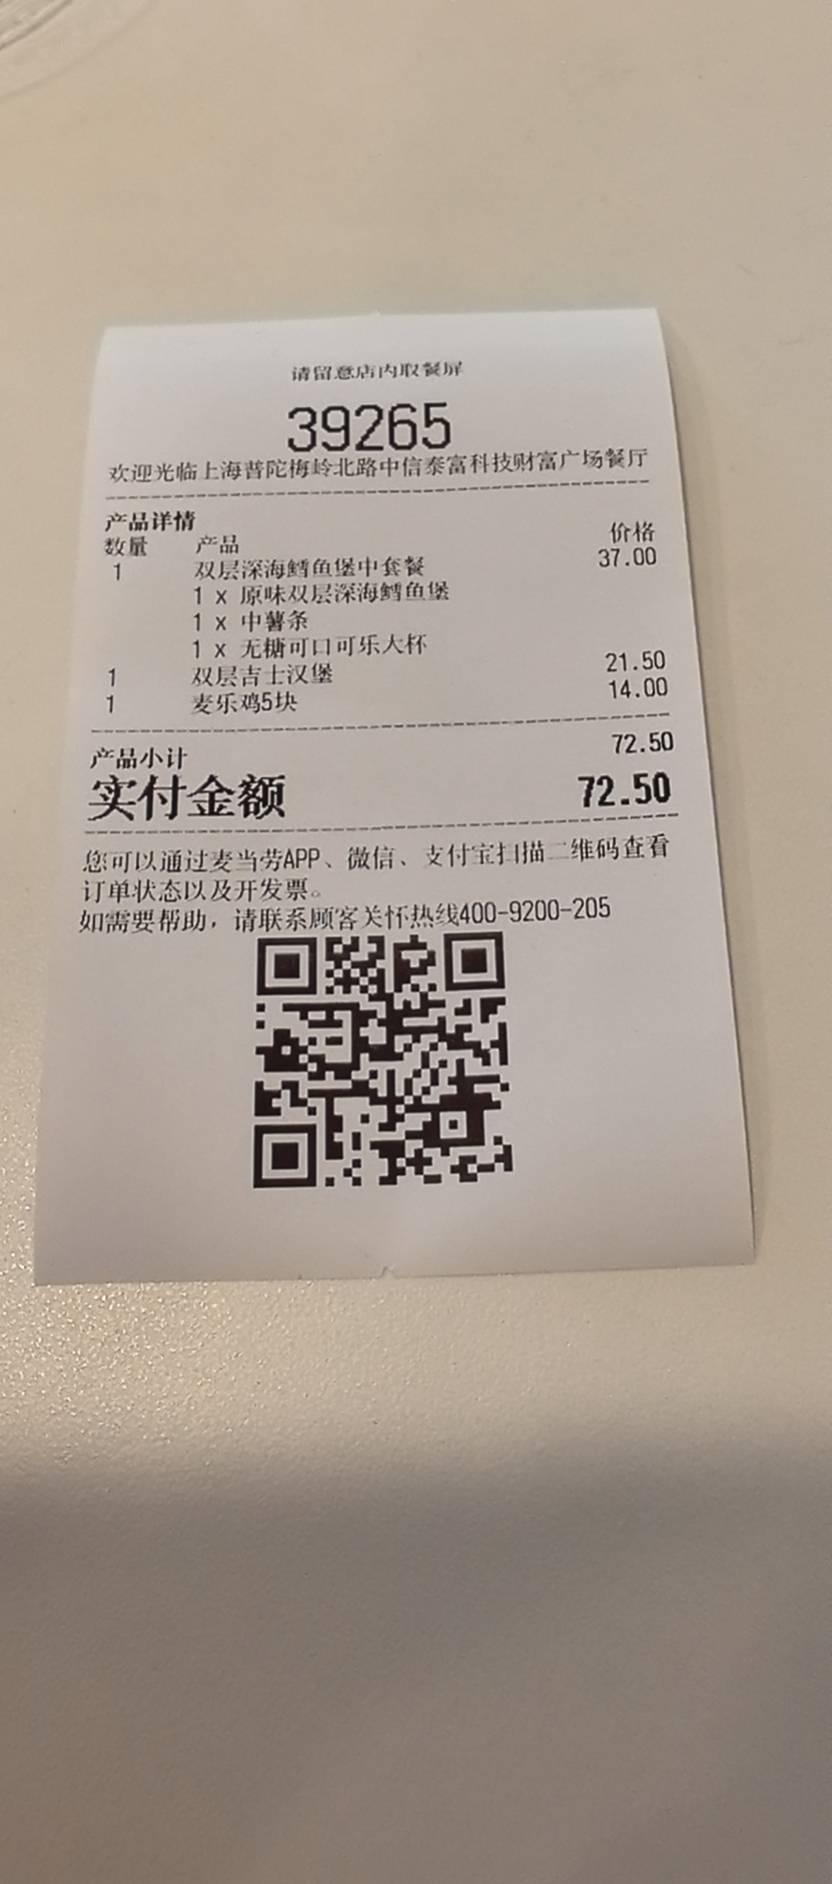 请留意店内取餐屏
39265
欢迎光临上海普陀梅岭北路中信泰富科技财富广场餐厅
产品详情
数量 产品 价格
1 双层深海鳕鱼堡中套餐 37.00
1 x 原味双层深海鳕鱼堡
1 x 中薯条
1 x 无糖可口可乐大杯
1 双层吉士汉堡 21.50
1 麦乐鸡5块 14.00
产品小计 72.50
实付金额 72.50
您可以通过麦当劳APP、微信、支付宝扫描二维码查看
订单状态以及开发票。
如需要帮助，请联系顾客关怀热线400-9200-205